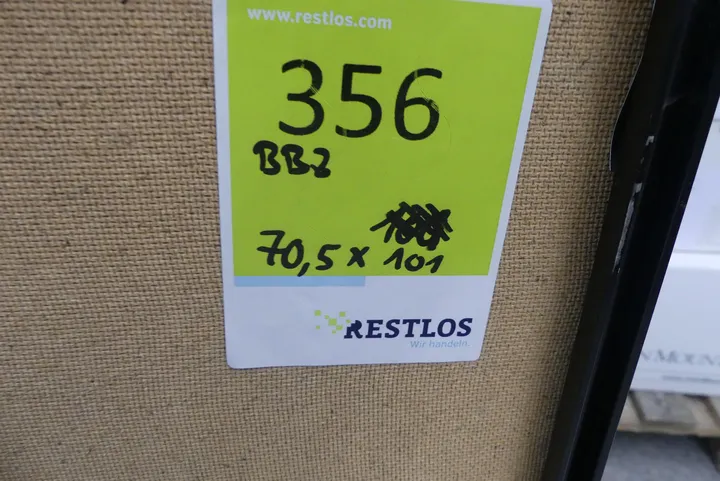 www.restlos.com
356
BB2
70,5 x 101
RESTLOS
Wir handeln.